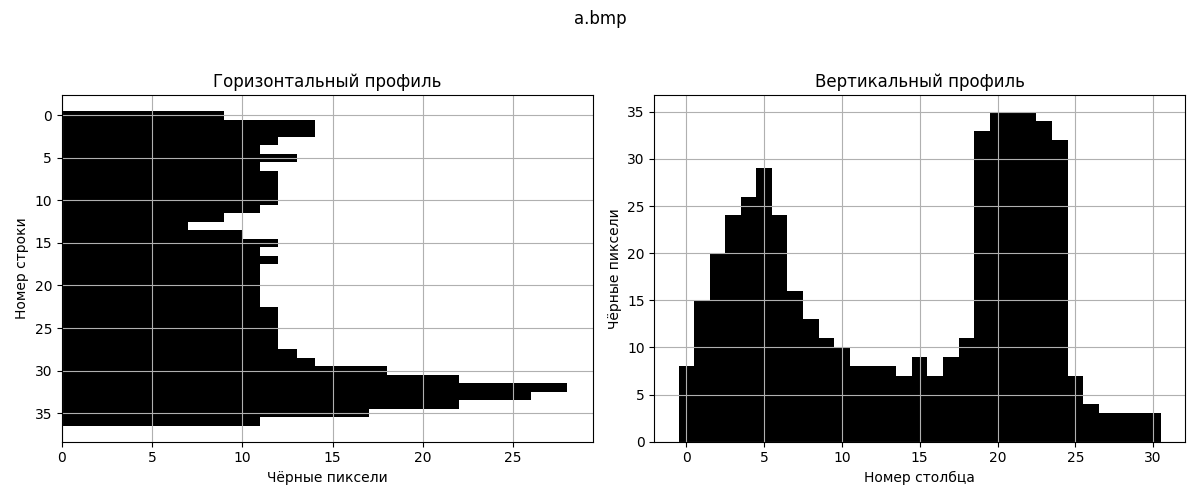 a.bmp
Горизонтальный профиль
0
5
10
15
20
25
30
35
Номер строки
0 5 10 15 20 25
Чёрные пиксели
Вертикальный профиль
35
30
25
20
15
10
5
0
Чёрные пиксели
0 5 10 15 20 25 30
Номер столбца